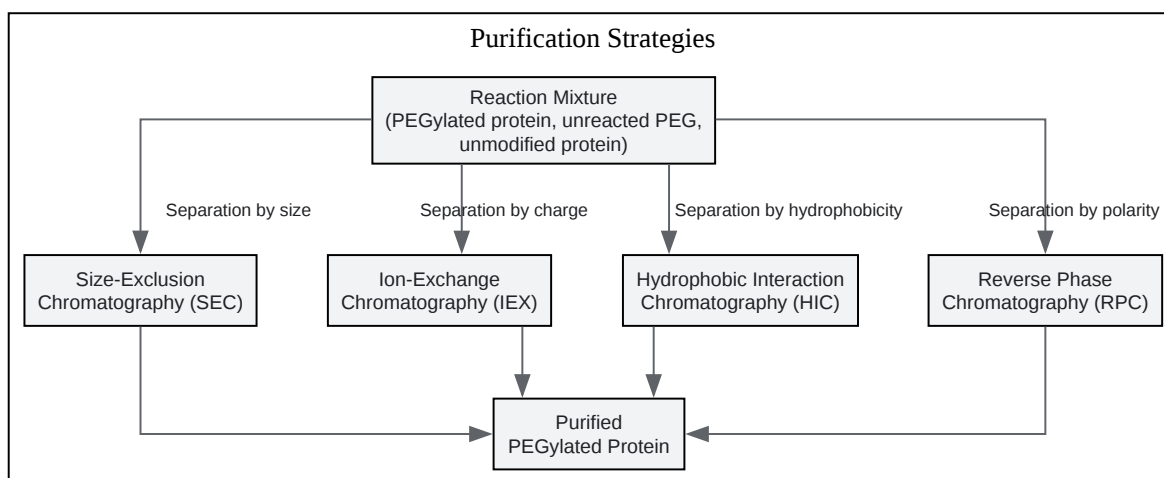 Purification Strategies
Reaction Mixture
(PEGylated protein, unreacted PEG,
unmodified protein)
Separation by size
Separation by charge
Separation by hydrophobicity
Separation by polarity
Size-Exclusion
Chromatography (SEC)
Ion-Exchange
Chromatography (IEX)
Hydrophobic Interaction
Chromatography (HIC)
Reverse Phase
Chromatography (RPC)
Purified
PEGylated Protein